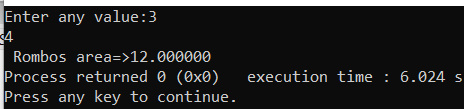 Enter any value:3
4
 Rombos area=>12.000000
Process returned 0 (0x0)   execution time : 6.024 s
Press any key to continue.